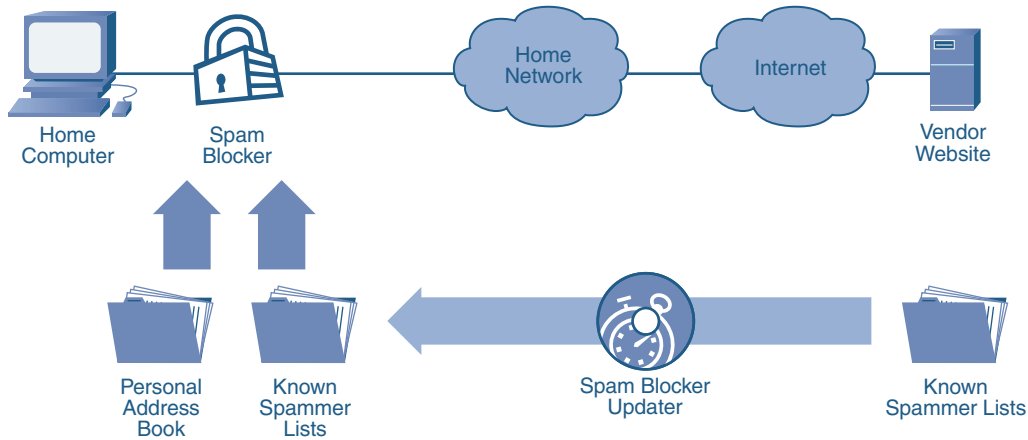 Home
Network
Internet
Home
Computer
Spam
Blocker
Vendor
Website
Personal
Address
Book
Known
Spammer
Lists
Spam Blocker
Updater
Known
Spammer Lists